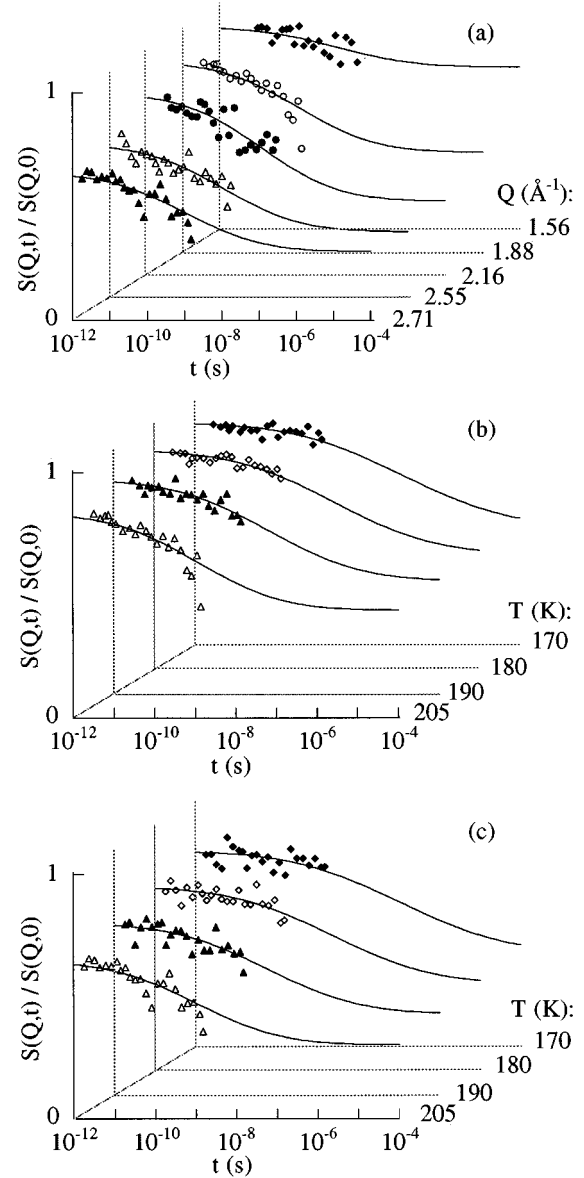 (a)
1
S(Q,t) / S(Q,0)
Q (Å⁻¹):
1.56
1.88
2.16
2.55
2.71
0
10⁻¹² 10⁻¹⁰ 10⁻⁸ 10⁻⁶ 10⁻⁴
t (s)
(b)
1
S(Q,t) / S(Q,0)
T (K):
170
180
190
205
0
10⁻¹² 10⁻¹⁰ 10⁻⁸ 10⁻⁶ 10⁻⁴
t (s)
(c)
1
S(Q,t) / S(Q,0)
T (K):
170
180
190
205
0
10⁻¹² 10⁻¹⁰ 10⁻⁸ 10⁻⁶ 10⁻⁴
t (s)